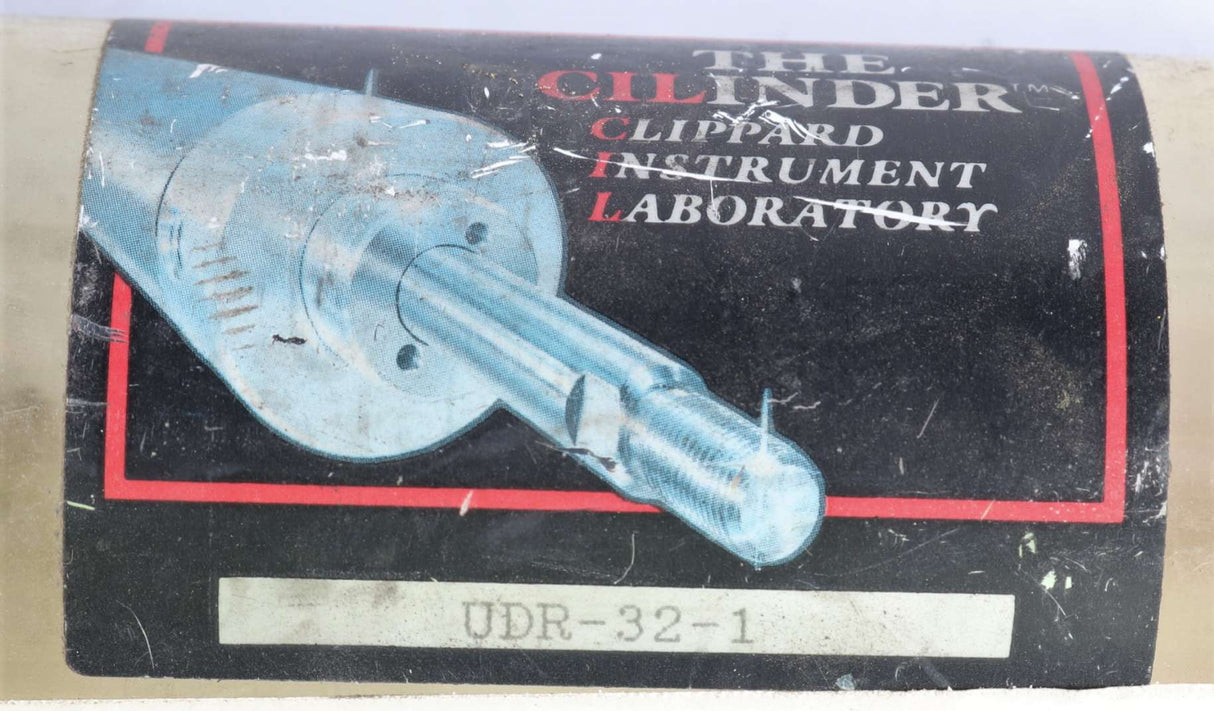 THE
CILINDER™
CLIPPARD
INSTRUMENT
LABORATORY
UDR-32-1